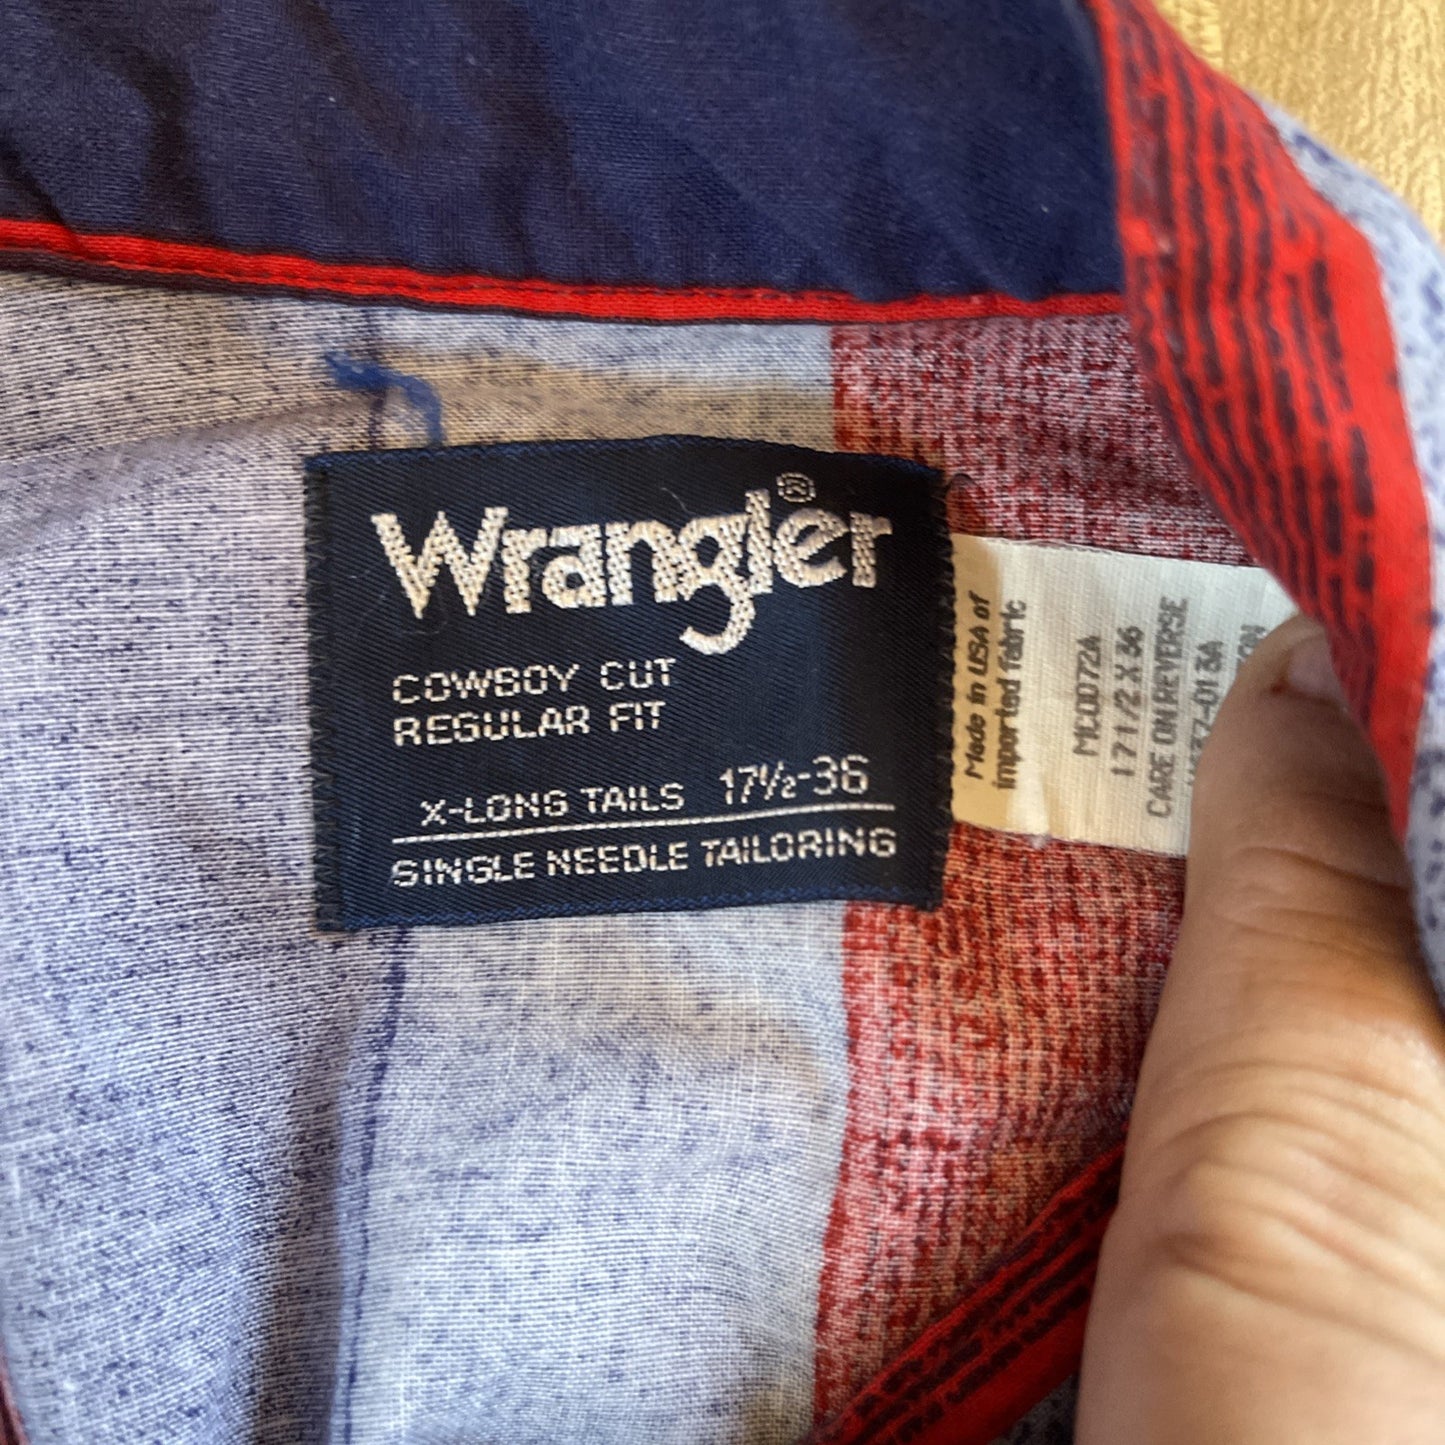 Wrangler®
COWBOY CUT
REGULAR FIT
X-LONG TAILS 17½-36
SINGLE NEEDLE TAILORING
Made in USA of
imported fabric
MC0D72A
17 1/2 X 36
CARE ON REVERSE